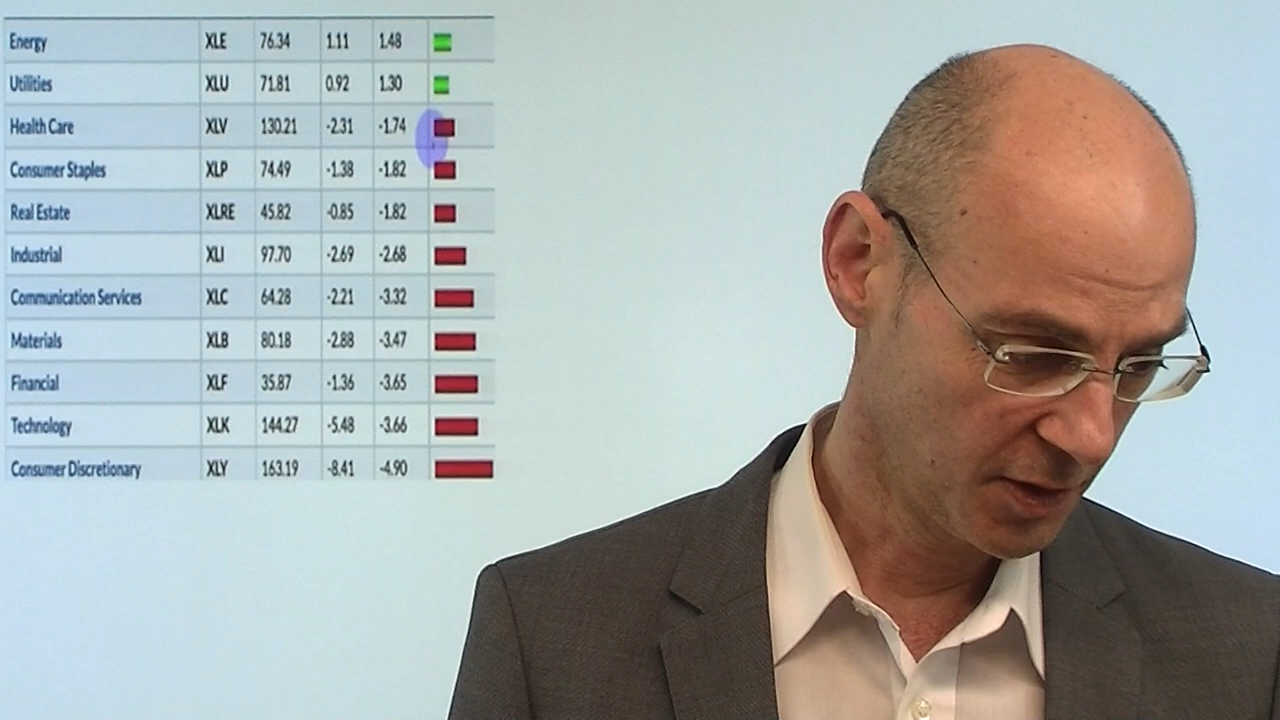 Energy XLE 76.34 1.11 1.48
Utilities XLU 71.81 0.92 1.30
Health Care XLV 130.21 -2.31 -1.74
Consumer Staples XLP 74.49 -1.38 -1.82
Real Estate XLRE 45.82 -0.85 -1.82
Industrial XLI 97.70 -2.69 -2.68
Communication Services XLC 64.28 -2.21 -3.32
Materials XLB 80.18 -2.88 -3.47
Financial XLF 35.87 -1.36 -3.65
Technology XLK 144.27 -5.48 -3.66
Consumer Discretionary XLY 163.19 -8.41 -4.90